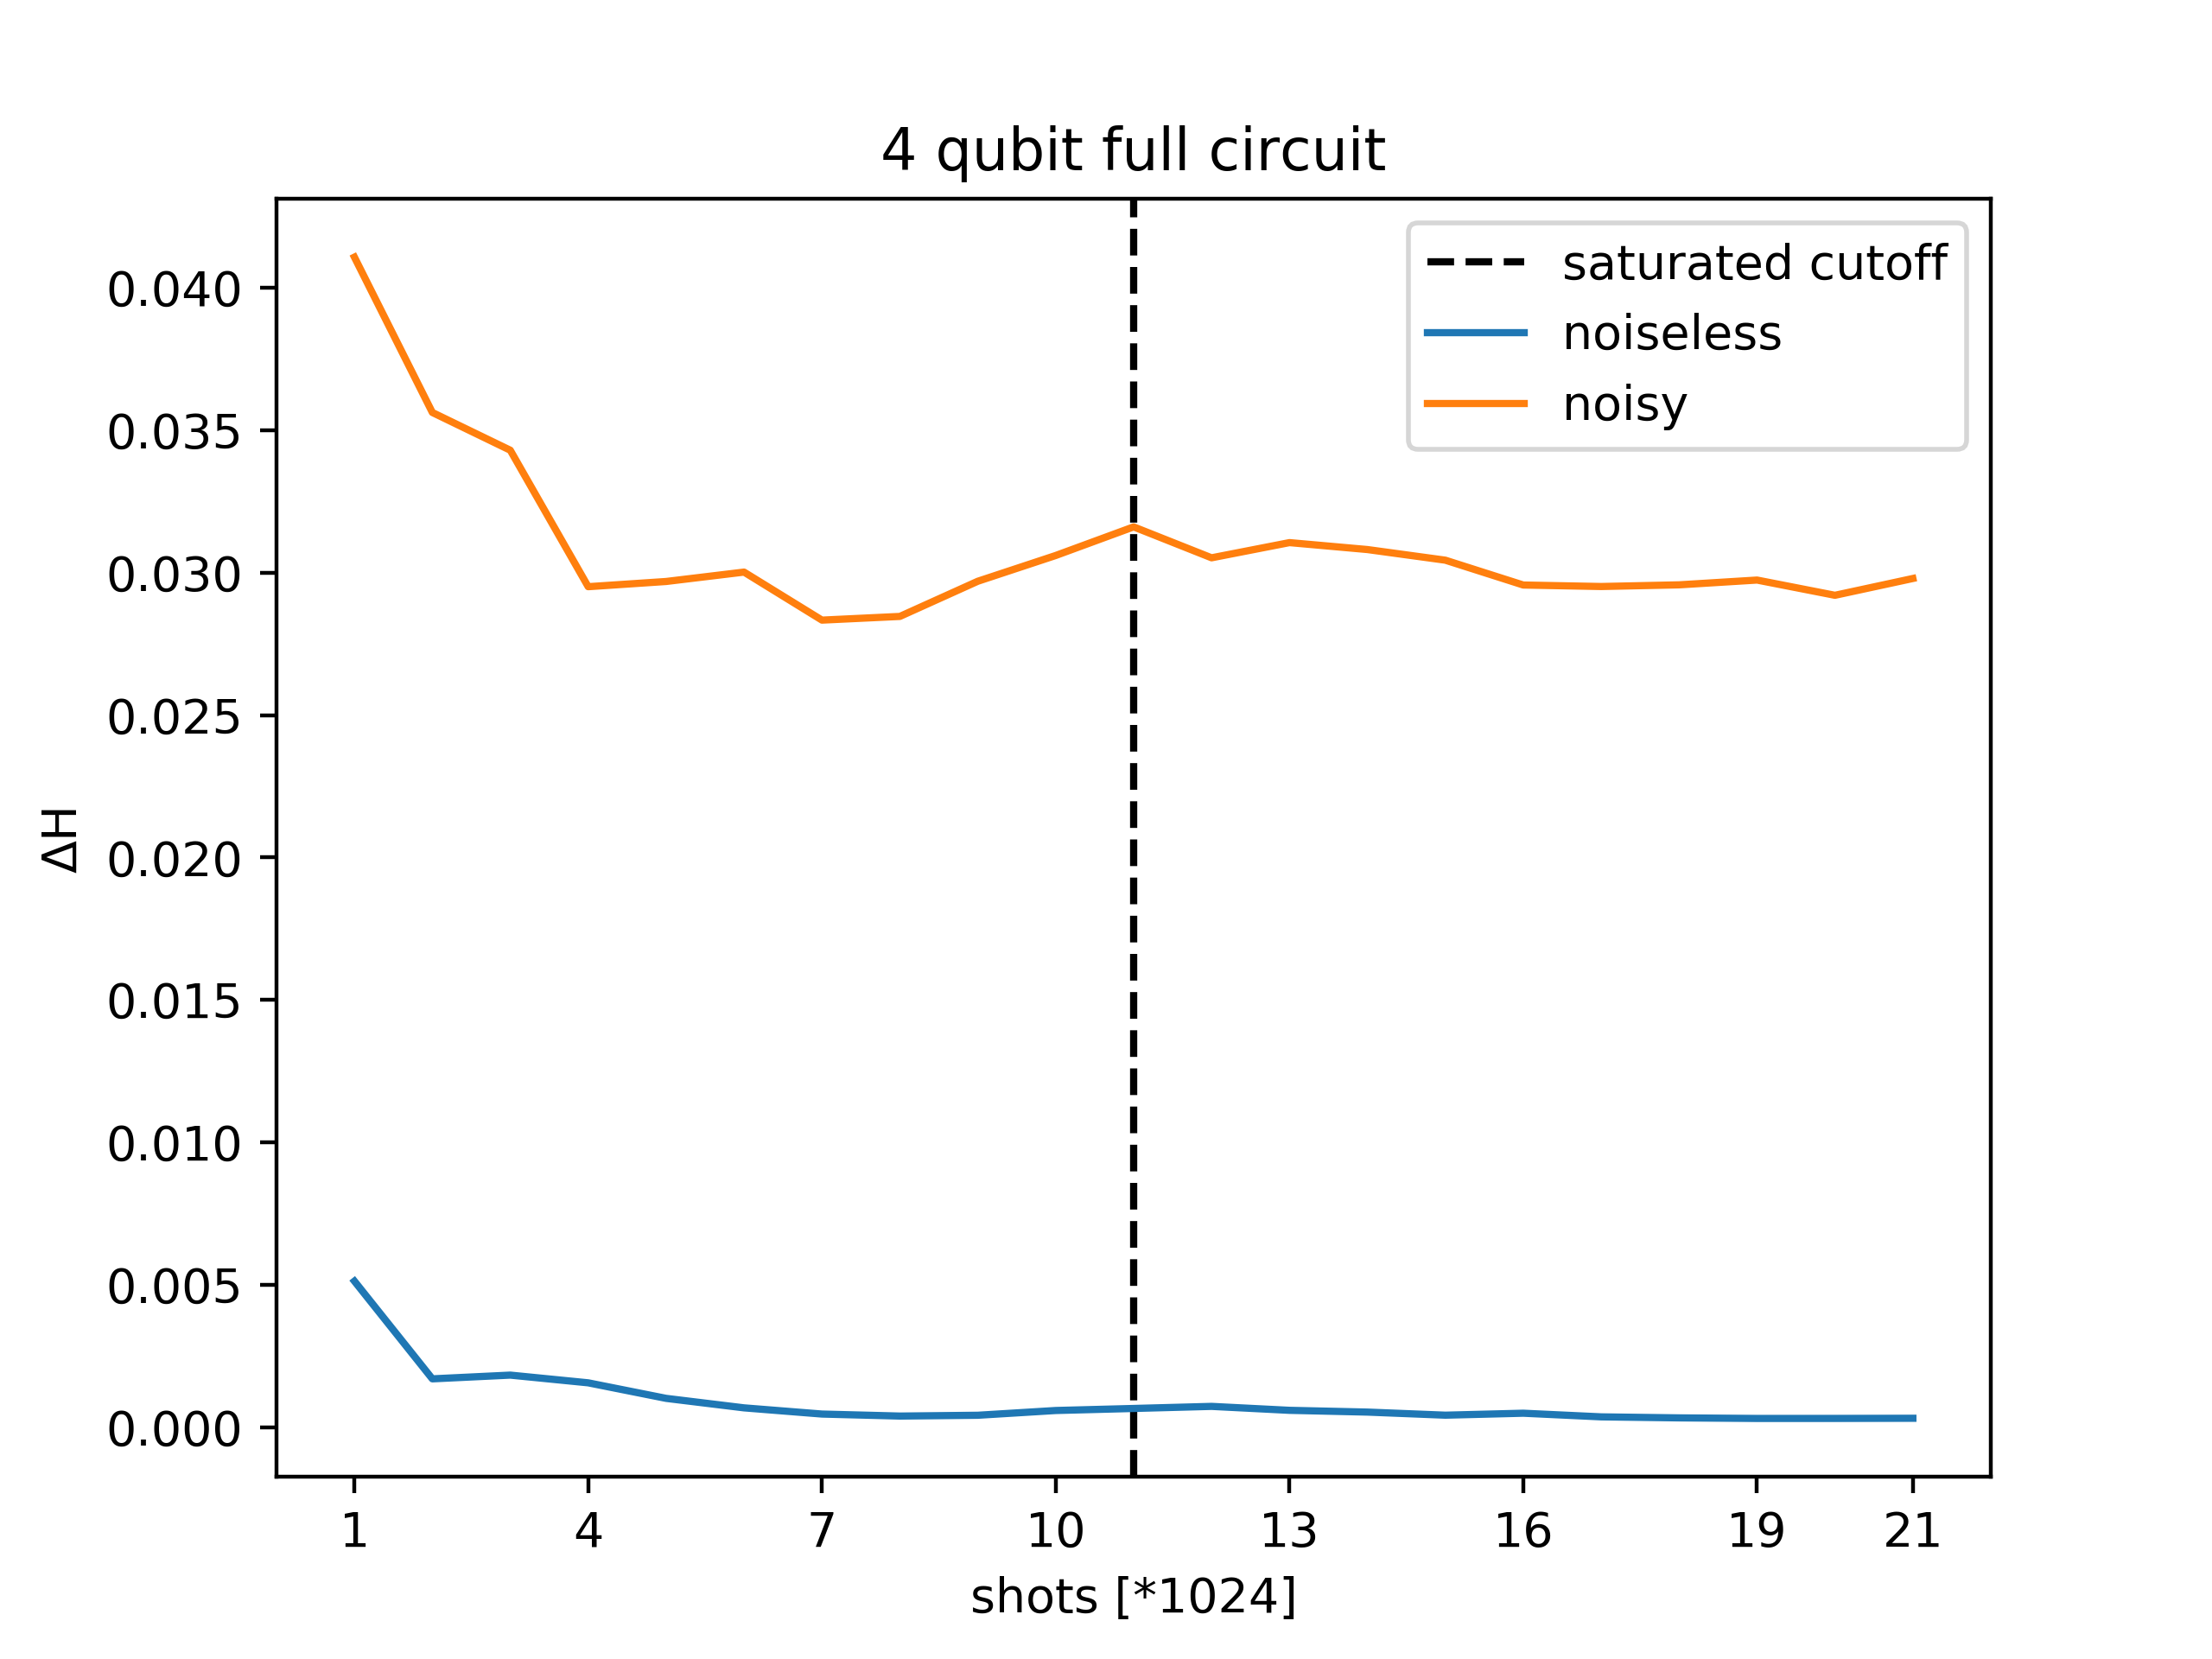 4 qubit full circuit
saturated cutoff
noiseless
noisy
0.040
0.035
0.030
0.025
0.020
0.015
0.010
0.005
0.000
ΔH
1 4 7 10 13 16 19 21
shots [*1024]